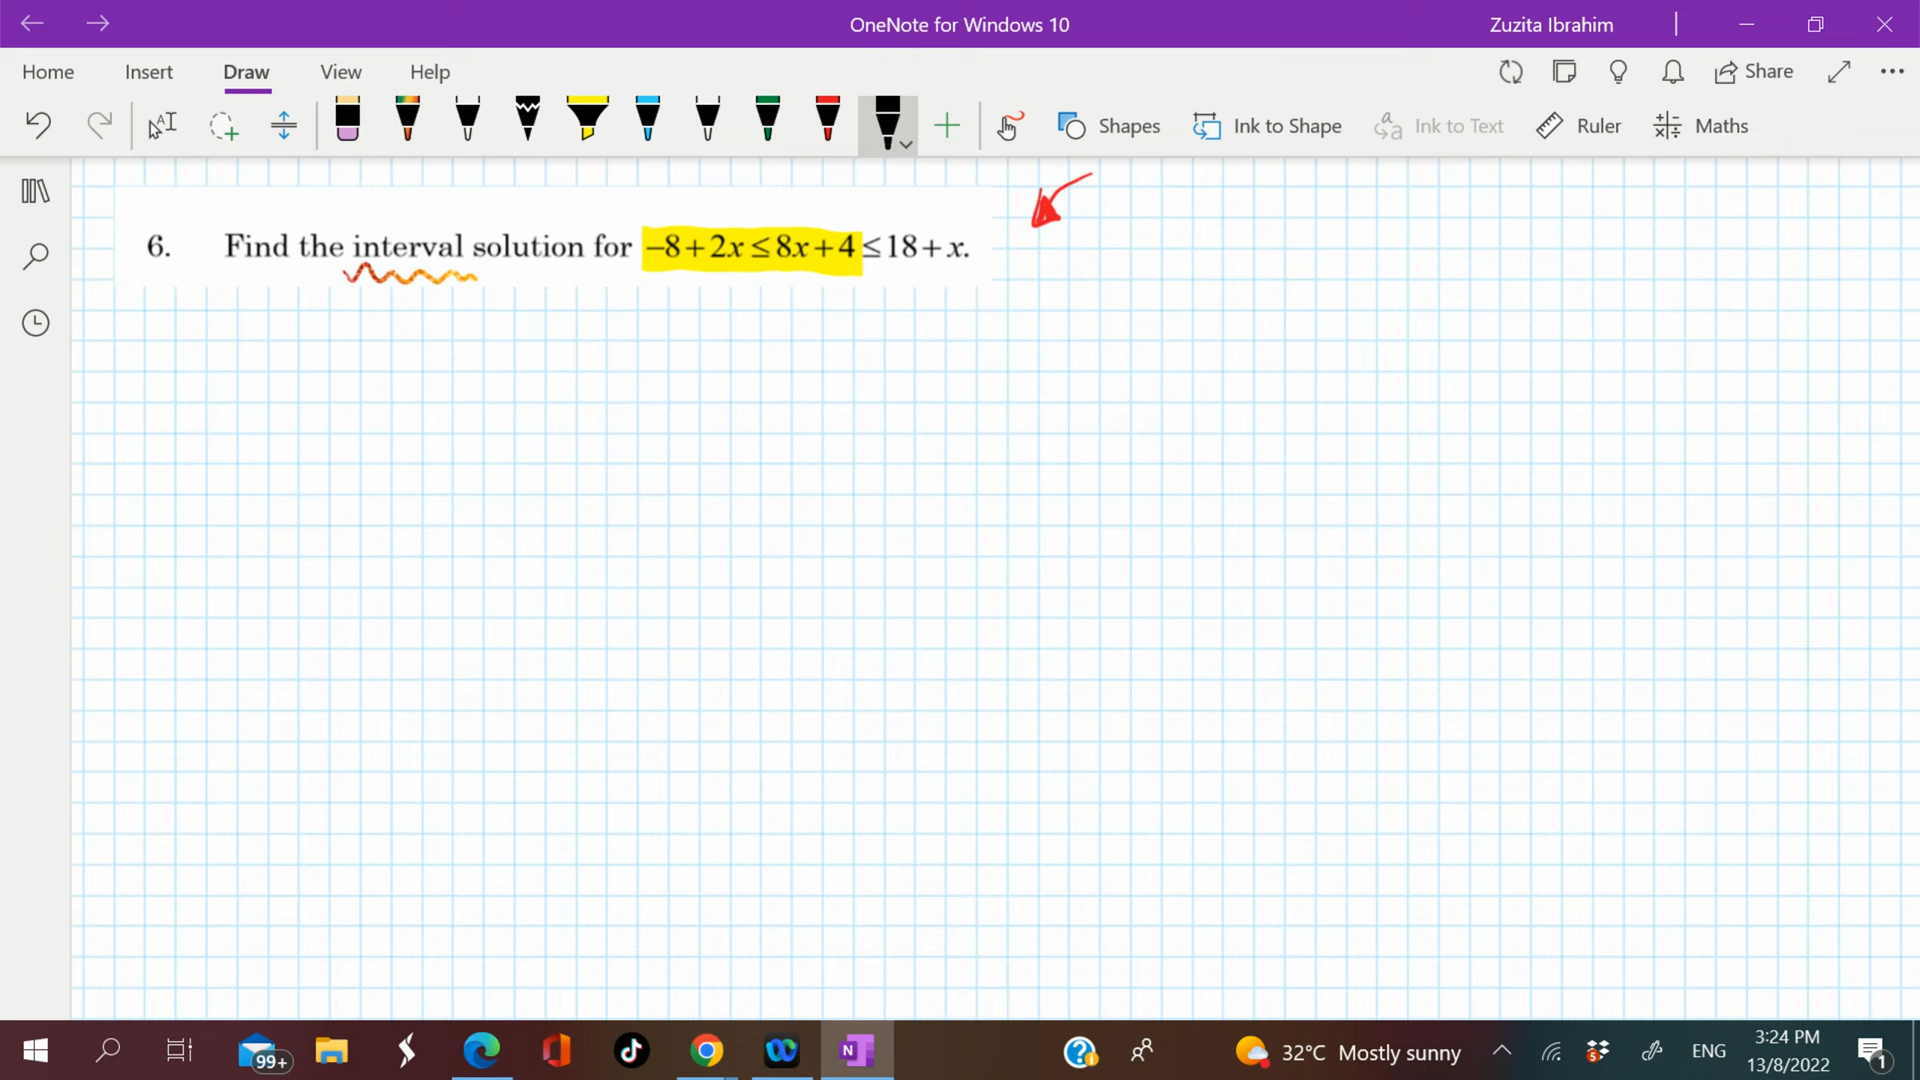 OneNote for Windows 10
Zuzita Ibrahim
Home Insert Draw View Help
Share
Shapes Ink to Shape Ink to Text Ruler Maths
6. Find the interval solution for −8+2x≤8x+4≤18+x.
99+
32°C Mostly sunny
5
ENG
3:24 PM
13/8/2022
1